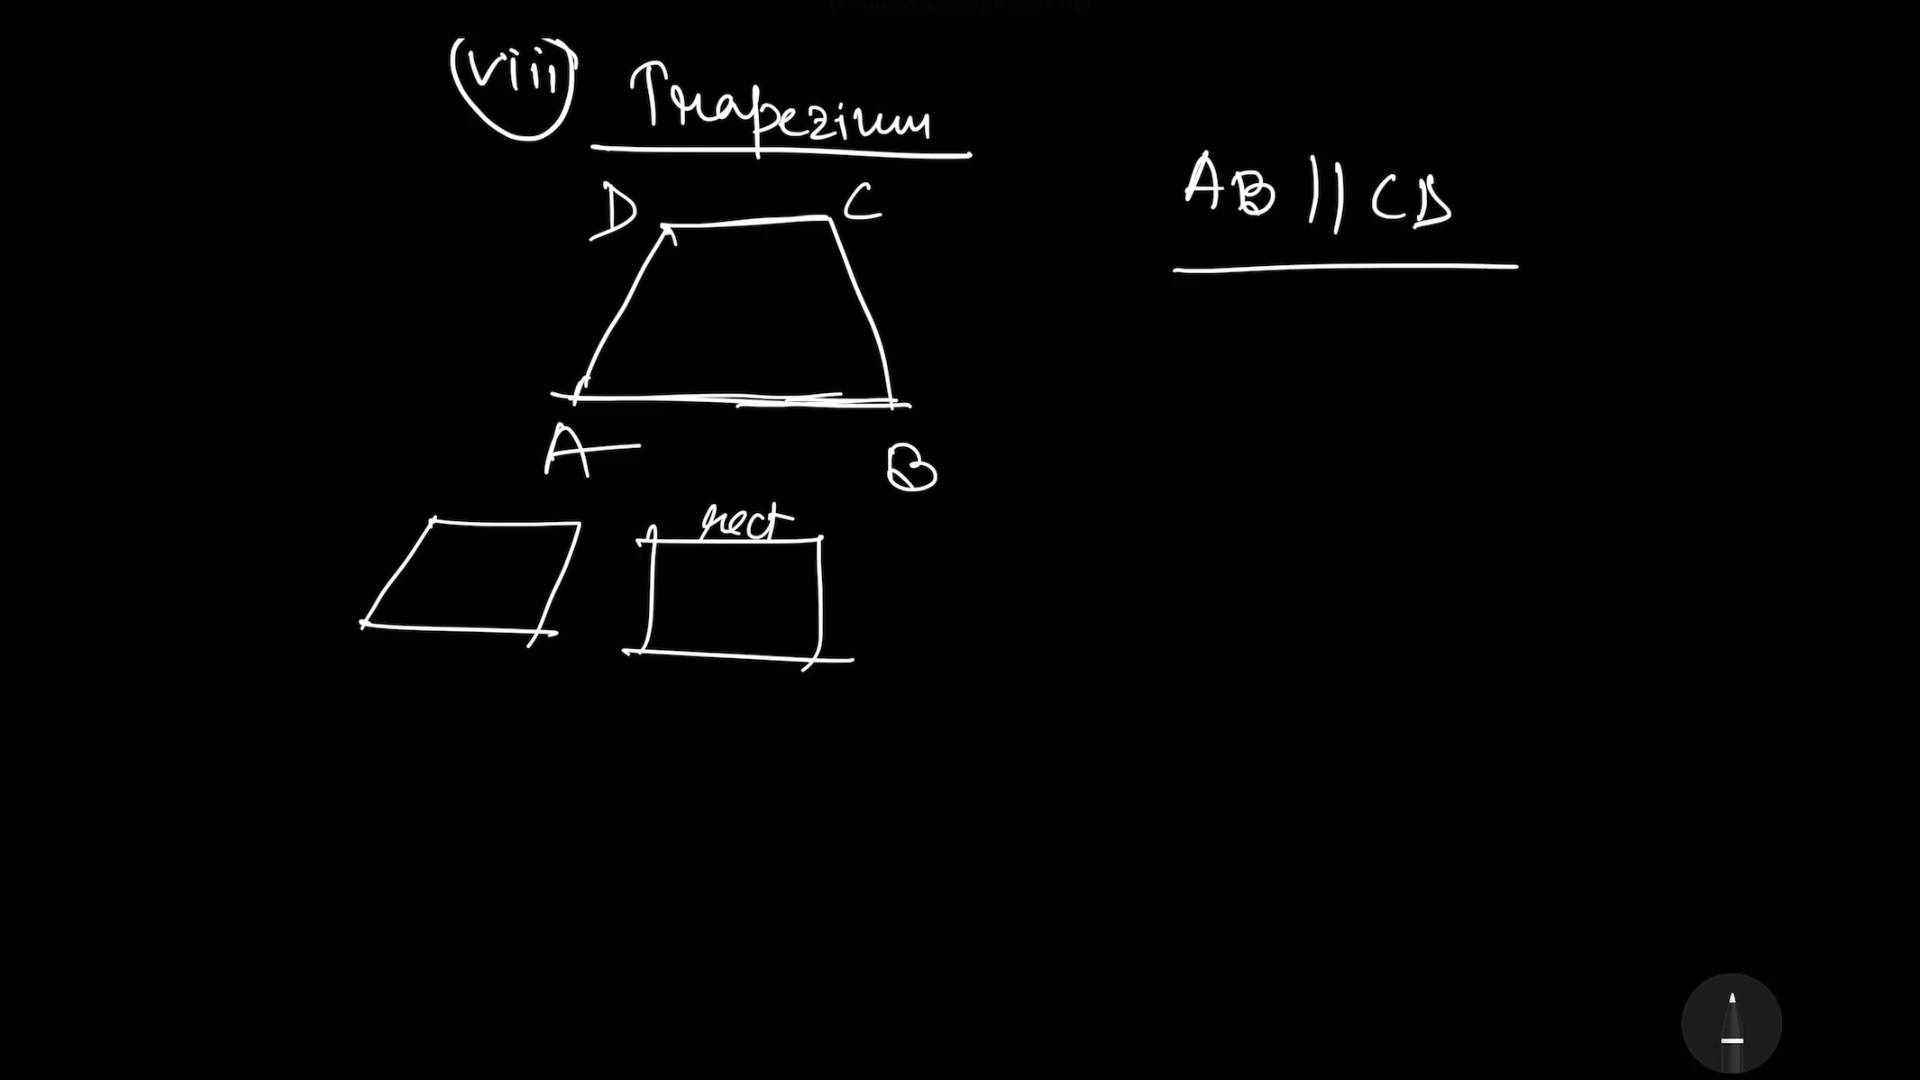 (viii) Trapezium
D C
AB || CD
A B
rect